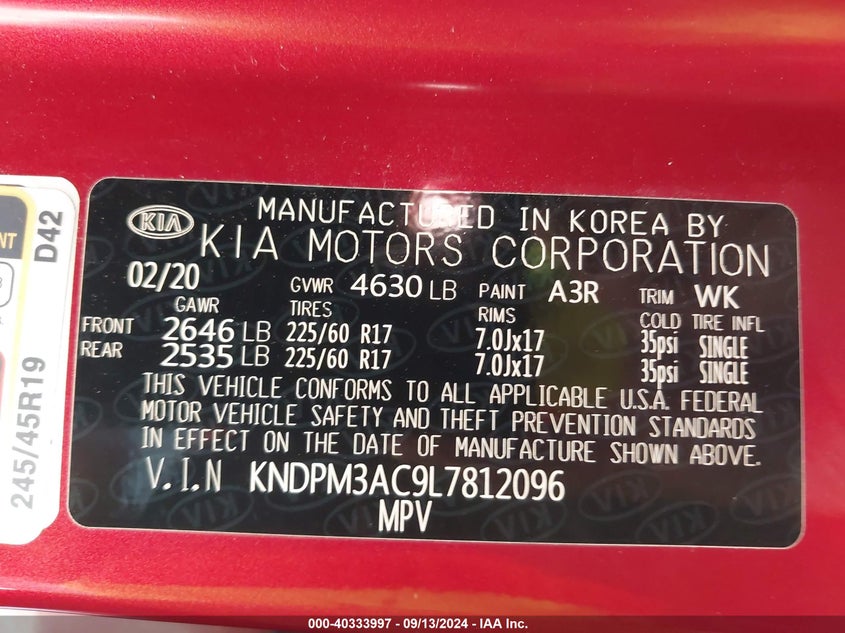 KIA
MANUFACTURED IN KOREA BY
KIA MOTORS CORPORATION
02/20 GVWR 4630 LB PAINT A3R TRIM WK
GAWR TIRES RIMS COLD TIRE INFL
FRONT 2646 LB 225/60 R17 7.0Jx17 35psi SINGLE
REAR 2535 LB 225/60 R17 7.0Jx17 35psi SINGLE
THIS VEHICLE CONFORMS TO ALL APPLICABLE U.S.A. FEDERAL
MOTOR VEHICLE SAFETY AND THEFT PREVENTION STANDARDS
IN EFFECT ON THE DATE OF MANUFACTURE SHOWN ABOVE.
V.I.N KNDPM3AC9L7812096
MPV
245/45R19 D42
000-40333997 - 09/13/2024 - IAA Inc.